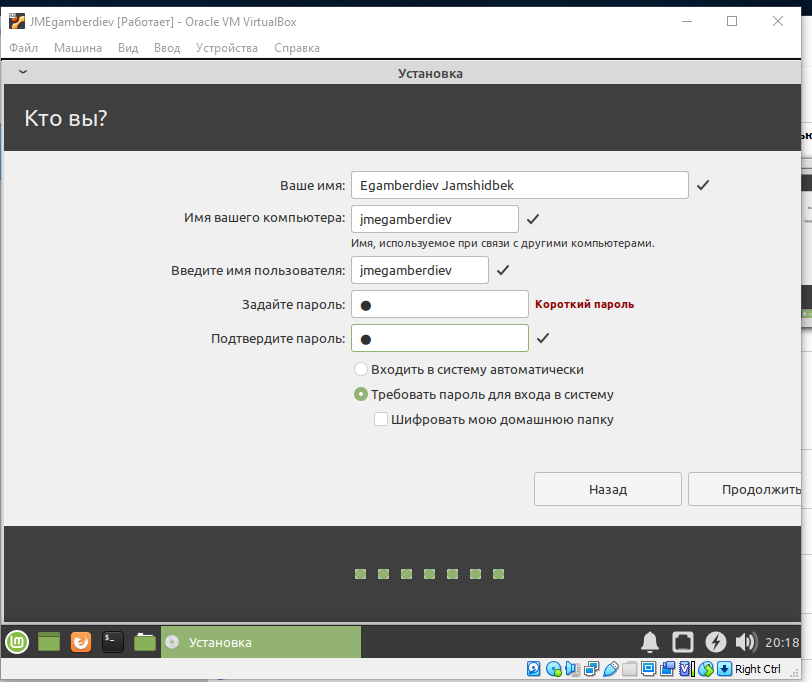 JMEgamberdiev [Работает] - Oracle VM VirtualBox
Файл Машина Вид Ввод Устройства Справка
Установка
Кто вы?
Ваше имя: Egamberdiev Jamshidbek
Имя вашего компьютера: jmegamberdiev
Имя, используемое при связи с другими компьютерами.
Введите имя пользователя: jmegamberdiev
Задайте пароль: ● Короткий пароль
Подтвердите пароль: ●
Входить в систему автоматически
Требовать пароль для входа в систему
Шифровать мою домашнюю папку
Назад Продолжить
Установка 20:18
Right Ctrl